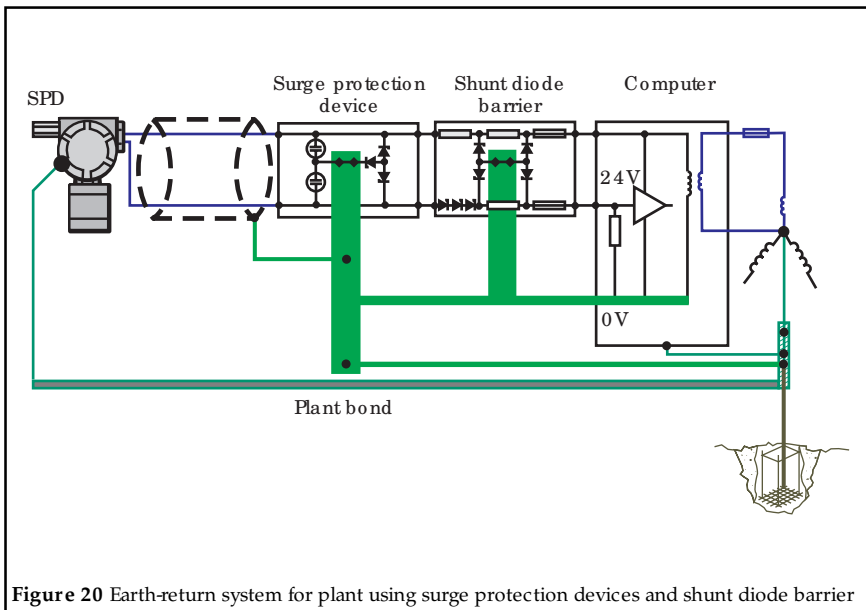 Surge protection
device
Shunt diode
barrier
Computer
SPD
24V
0V
Plant bond
Figure 20 Earth-return system for plant using surge protection devices and shunt diode barrier